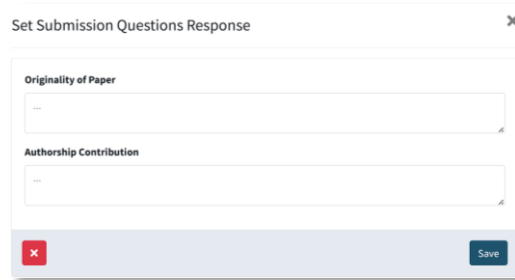 Set Submission Questions Response
Originality of Paper
...
Authorship Contribution
...
Save